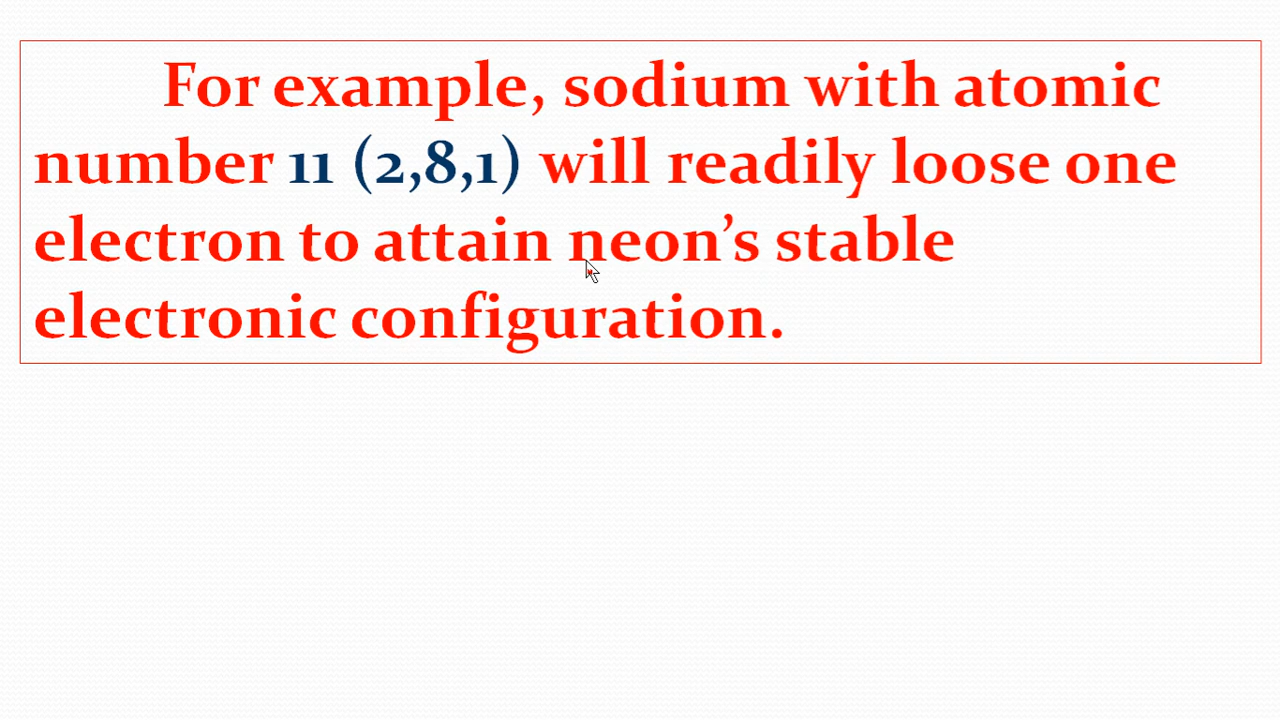 For example, sodium with atomic
number 11 (2,8,1) will readily loose one
electron to attain neon’s stable
electronic configuration.